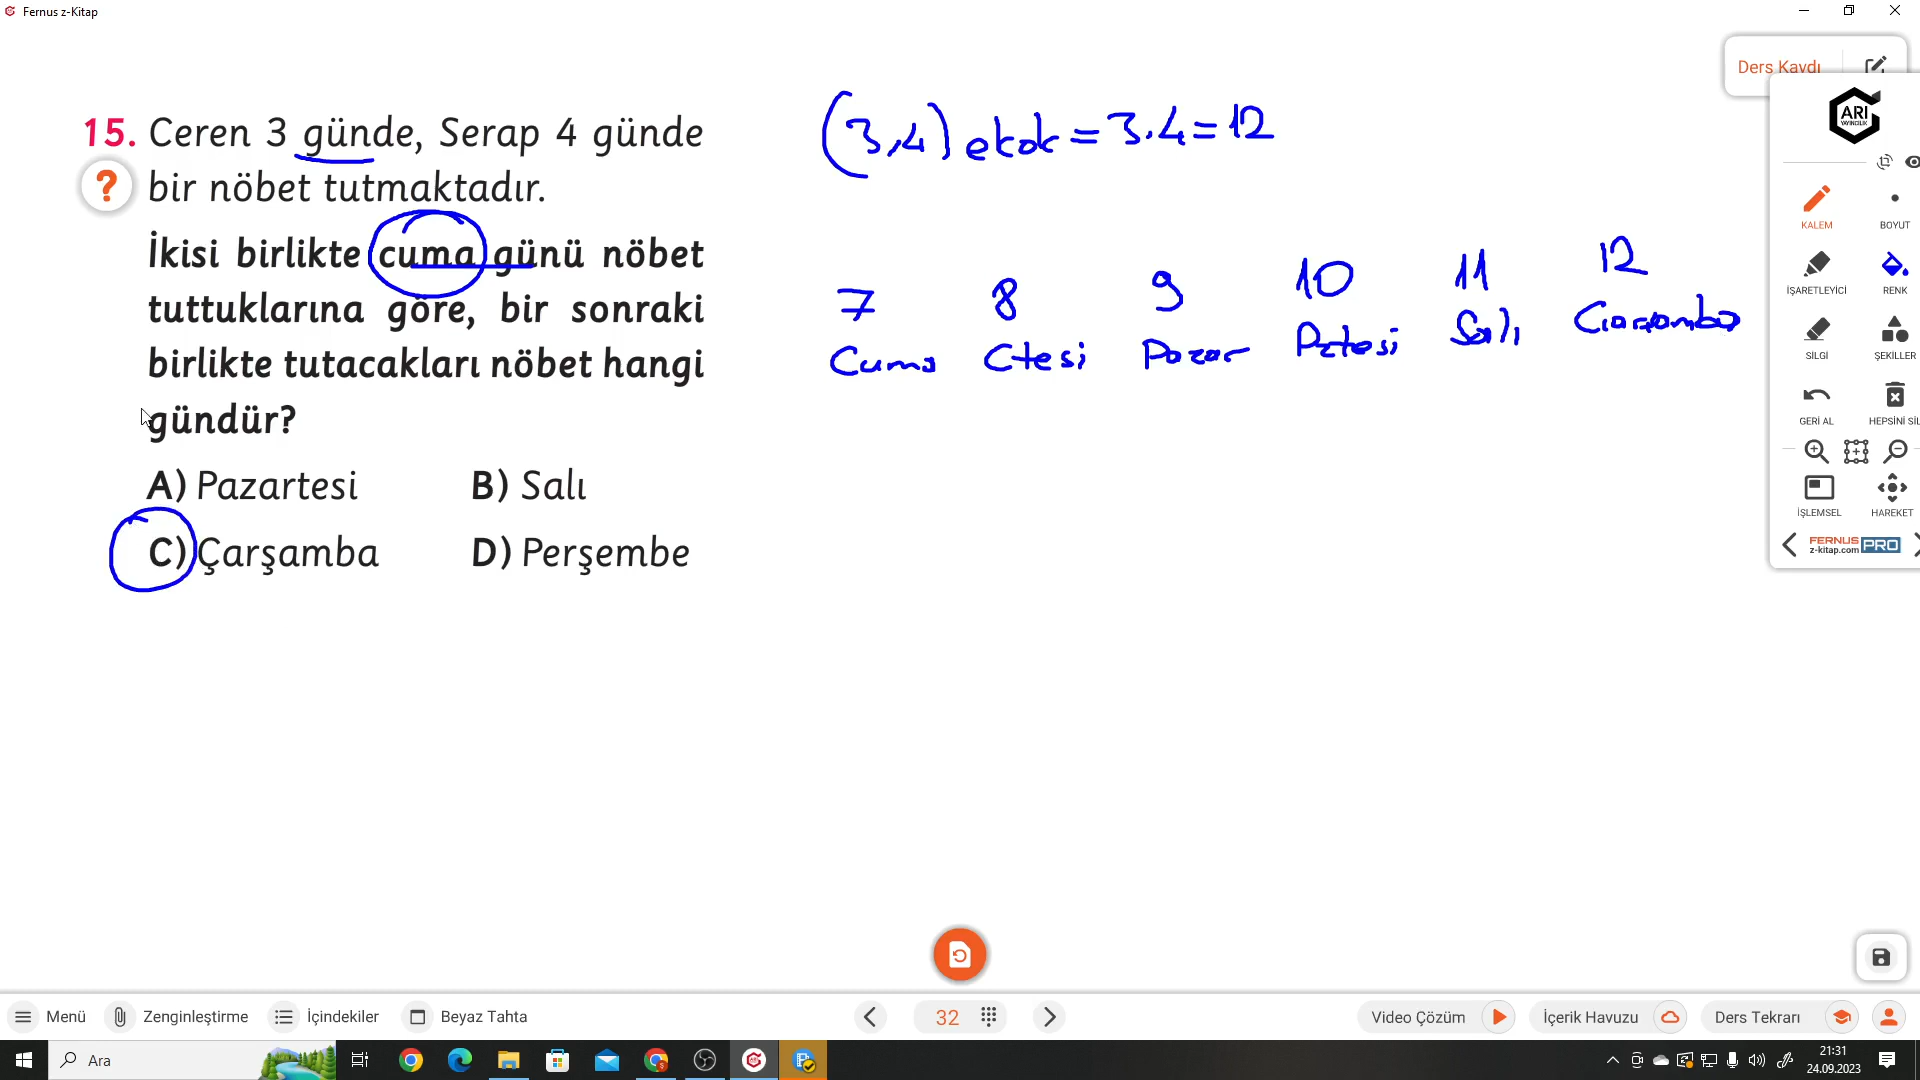 Fernus z-Kitap
Ders Kaydı
15. Ceren 3 günde, Serap 4 günde
bir nöbet tutmaktadır.
İkisi birlikte cuma günü nöbet
tuttuklarına göre, bir sonraki
birlikte tutacakları nöbet hangi
gündür?
A) Pazartesi B) Salı
C) Çarşamba D) Perşembe
?
(3,4) ekok = 3.4 = 12
7 8 9 10 11 12
Cuma Ctesi Pazar Pztesi Salı Çarşamba
ARI
YAYINCILIK
KALEM BOYUT
İŞARETLEYİCİ RENK
SİLGİ ŞEKİLLER
GERİ AL HEPSİNİ SİL
İŞLEMSEL HAREKET
FERNUS
z-kitap.com PRO
Menü Zenginleştirme İçindekiler Beyaz Tahta 32 Video Çözüm İçerik Havuzu Ders Tekrarı
Ara
21:31
24.09.2023